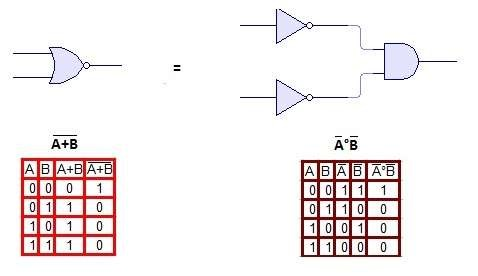 =
A̅+̅B̅
A̅°B̅
A B A+B A̅+̅B̅
0 0 0 1
0 1 1 0
1 0 1 0
1 1 1 0
A B A̅ B̅ A̅°B̅
0 0 1 1 1
0 1 1 0 0
1 0 0 1 0
1 1 0 0 0